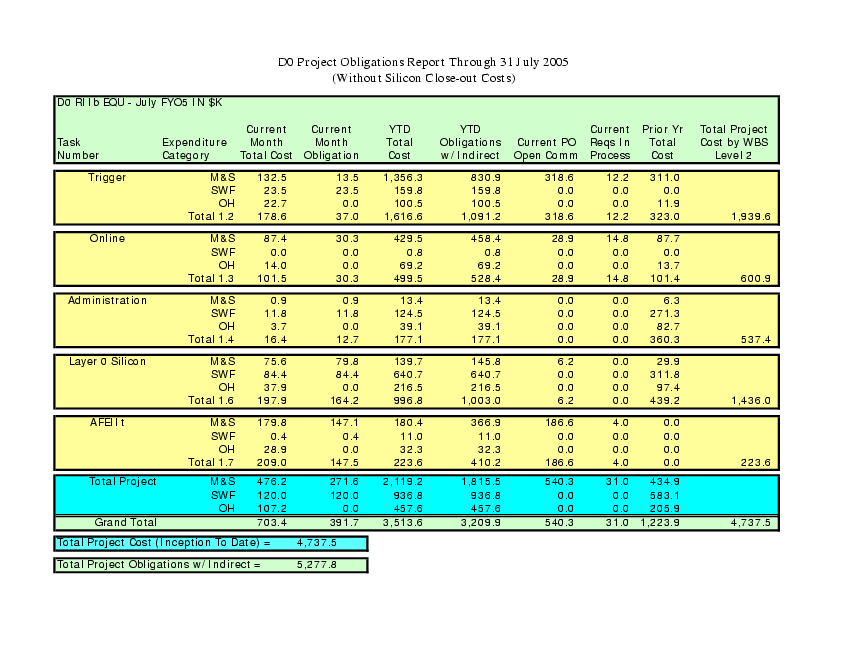 D0 Project Obligations Report Through 31 July 2005
(Without Silicon Close-out Costs)
D0 RIIb EQU - July FY05 IN $K
Current Current YTD YTD Current Prior Yr Total Project
Task Expenditure Month Month Total Obligations Current PO Reqs In Total Cost by WBS
Number Category Total Cost Obligation Cost w/Indirect Open Comm Process Cost Level 2
Trigger M&S 132.5 13.5 1,356.3 830.9 318.6 12.2 311.0
SWF 23.5 23.5 159.8 159.8 0.0 0.0 0.0
OH 22.7 0.0 100.5 100.5 0.0 0.0 11.9
Total 1.2 178.6 37.0 1,616.6 1,091.2 318.6 12.2 323.0 1,939.6
Online M&S 87.4 30.3 429.5 458.4 28.9 14.8 87.7
SWF 0.0 0.0 0.8 0.8 0.0 0.0 0.0
OH 14.0 0.0 69.2 69.2 0.0 0.0 13.7
Total 1.3 101.5 30.3 499.5 528.4 28.9 14.8 101.4 600.9
Administration M&S 0.9 0.9 13.4 13.4 0.0 0.0 6.3
SWF 11.8 11.8 124.5 124.5 0.0 0.0 271.3
OH 3.7 0.0 39.1 39.1 0.0 0.0 82.7
Total 1.4 16.4 12.7 177.1 177.1 0.0 0.0 360.3 537.4
Layer 0 Silicon M&S 75.6 79.8 139.7 145.8 6.2 0.0 29.9
SWF 84.4 84.4 640.7 640.7 0.0 0.0 311.8
OH 37.9 0.0 216.5 216.5 0.0 0.0 97.4
Total 1.6 197.9 164.2 996.8 1,003.0 6.2 0.0 439.2 1,436.0
AFEIIt M&S 179.8 147.1 180.4 366.9 186.6 4.0 0.0
SWF 0.4 0.4 11.0 11.0 0.0 0.0 0.0
OH 28.9 0.0 32.3 32.3 0.0 0.0 0.0
Total 1.7 209.0 147.5 223.6 410.2 186.6 4.0 0.0 223.6
Total Project M&S 476.2 271.6 2,119.2 1,815.5 540.3 31.0 434.9
SWF 120.0 120.0 936.8 936.8 0.0 0.0 583.1
OH 107.2 0.0 457.6 457.6 0.0 0.0 205.9
Grand Total 703.4 391.7 3,513.6 3,209.9 540.3 31.0 1,223.9 4,737.5
Total Project Cost (Inception To Date) = 4,737.5
Total Project Obligations w/Indirect = 5,277.8